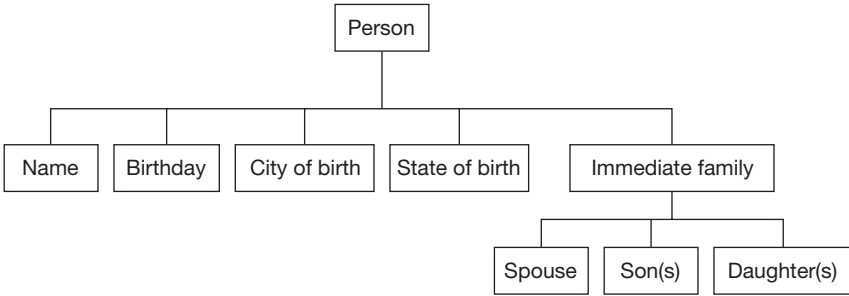 Person
Name
Birthday
City of birth
State of birth
Immediate family
Spouse
Son(s)
Daughter(s)